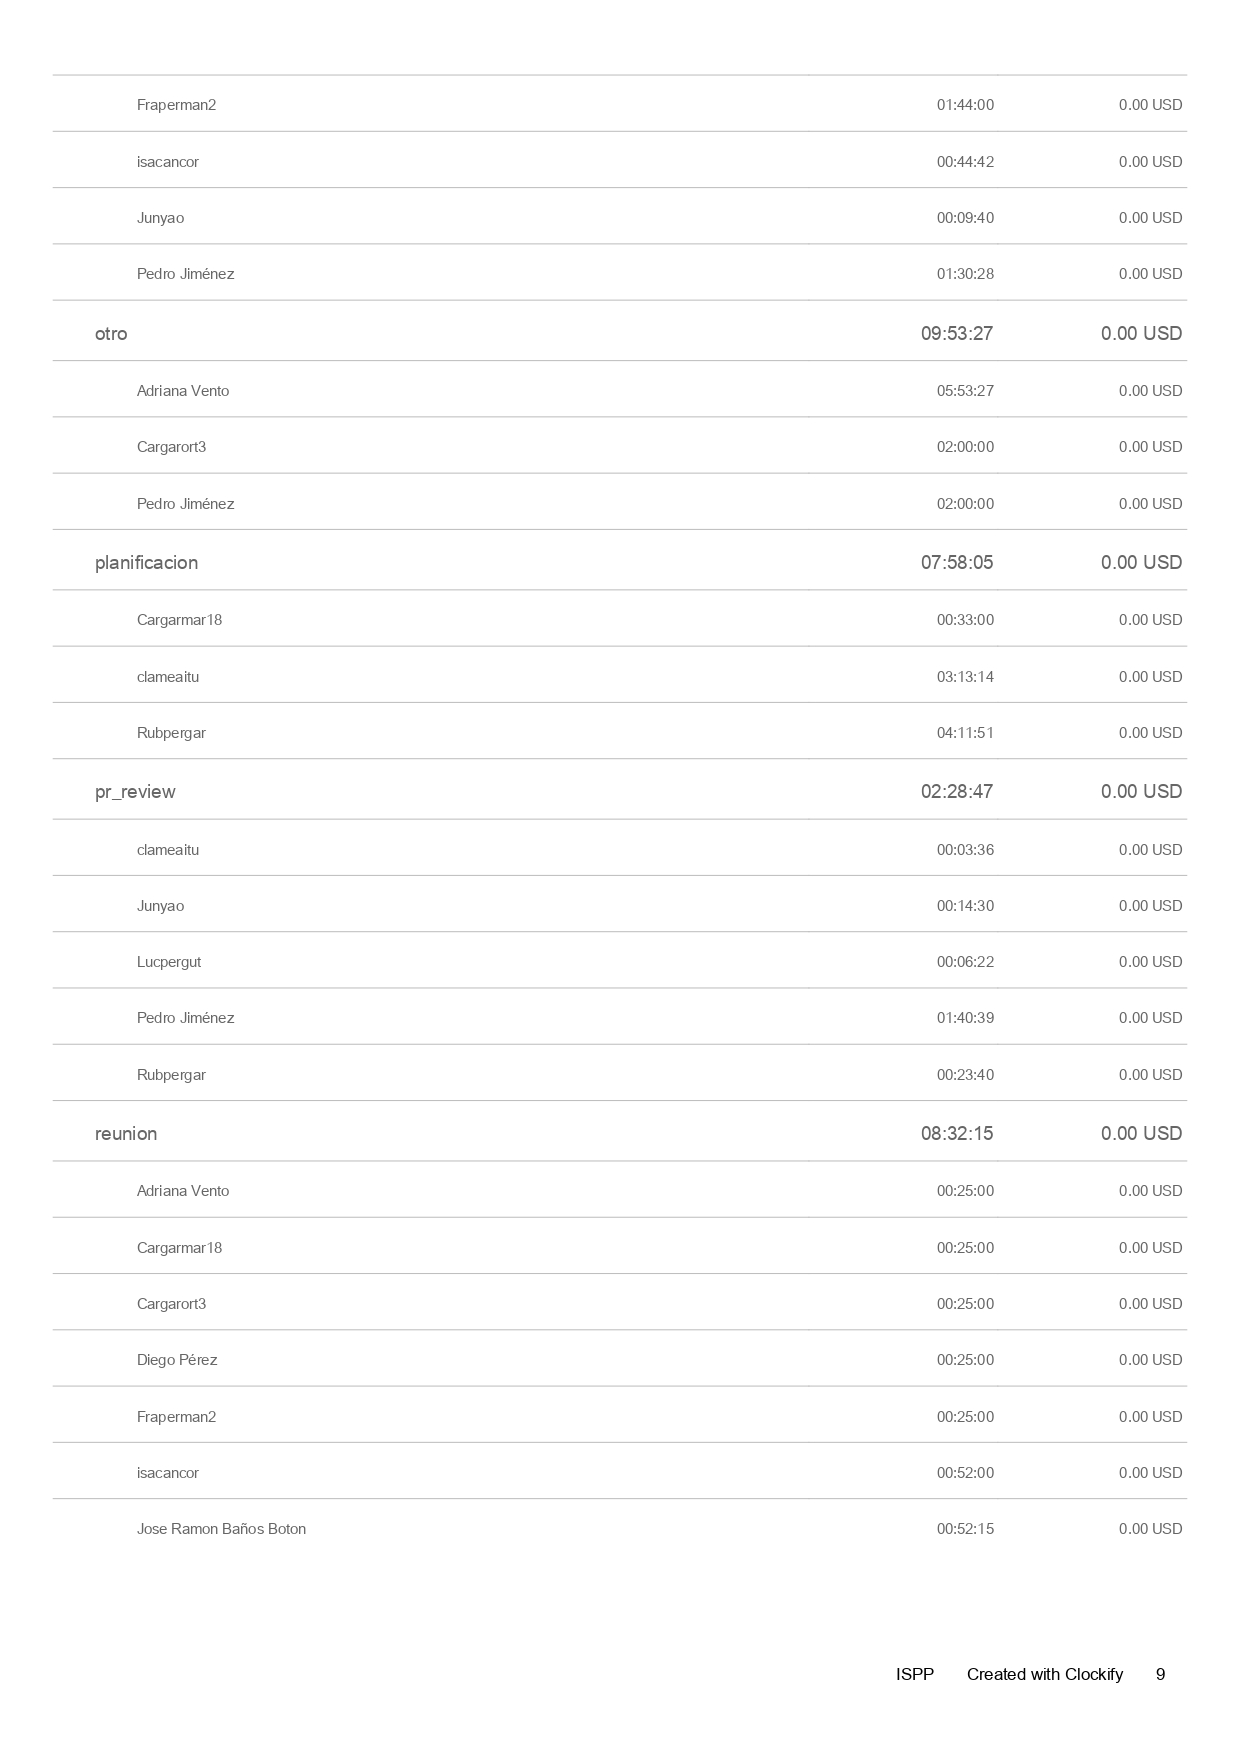 Fraperman2 01:44:00 0.00 USD
isacancor 00:44:42 0.00 USD
Junyao 00:09:40 0.00 USD
Pedro Jiménez 01:30:28 0.00 USD
otro 09:53:27 0.00 USD
Adriana Vento 05:53:27 0.00 USD
Cargarort3 02:00:00 0.00 USD
Pedro Jiménez 02:00:00 0.00 USD
planificacion 07:58:05 0.00 USD
Cargarmar18 00:33:00 0.00 USD
clameaitu 03:13:14 0.00 USD
Rubpergar 04:11:51 0.00 USD
pr_review 02:28:47 0.00 USD
clameaitu 00:03:36 0.00 USD
Junyao 00:14:30 0.00 USD
Lucpergut 00:06:22 0.00 USD
Pedro Jiménez 01:40:39 0.00 USD
Rubpergar 00:23:40 0.00 USD
reunion 08:32:15 0.00 USD
Adriana Vento 00:25:00 0.00 USD
Cargarmar18 00:25:00 0.00 USD
Cargarort3 00:25:00 0.00 USD
Diego Pérez 00:25:00 0.00 USD
Fraperman2 00:25:00 0.00 USD
isacancor 00:52:00 0.00 USD
Jose Ramon Baños Boton 00:52:15 0.00 USD
ISPP Created with Clockify 9